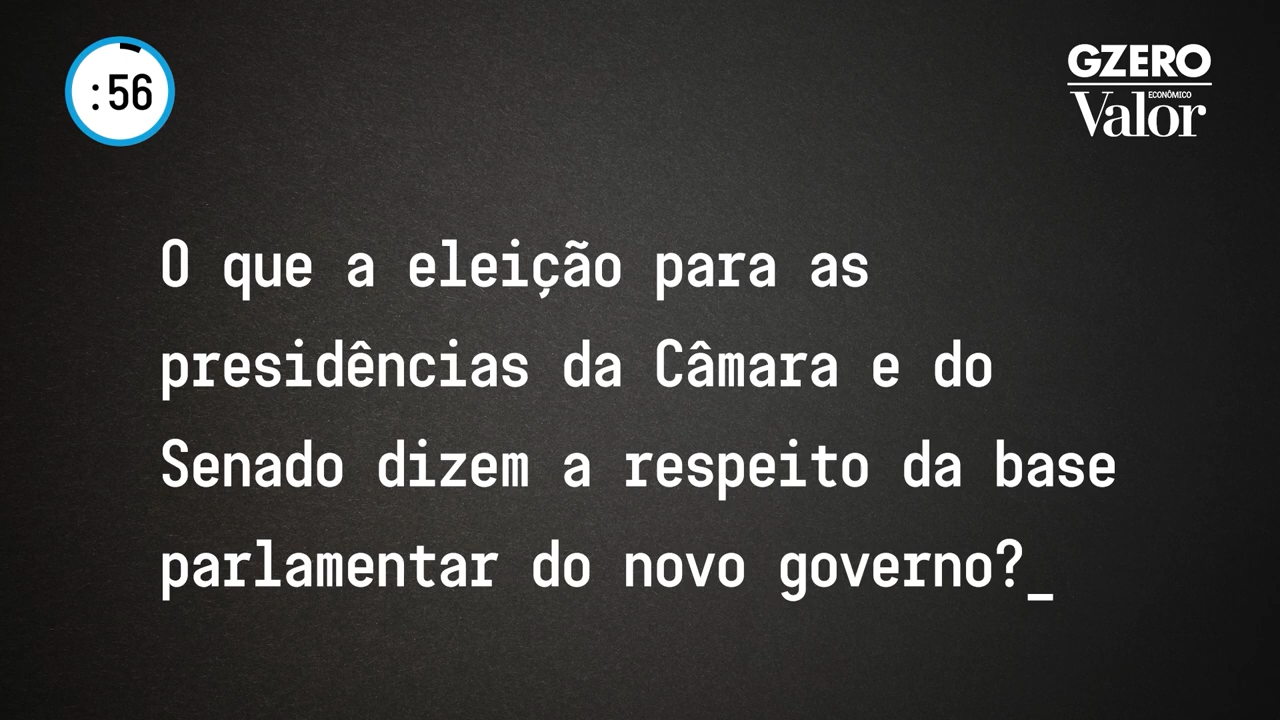 :56
GZERO
ECONÔMICO
Valor
O que a eleição para as
presidências da Câmara e do
Senado dizem a respeito da base
parlamentar do novo governo?_